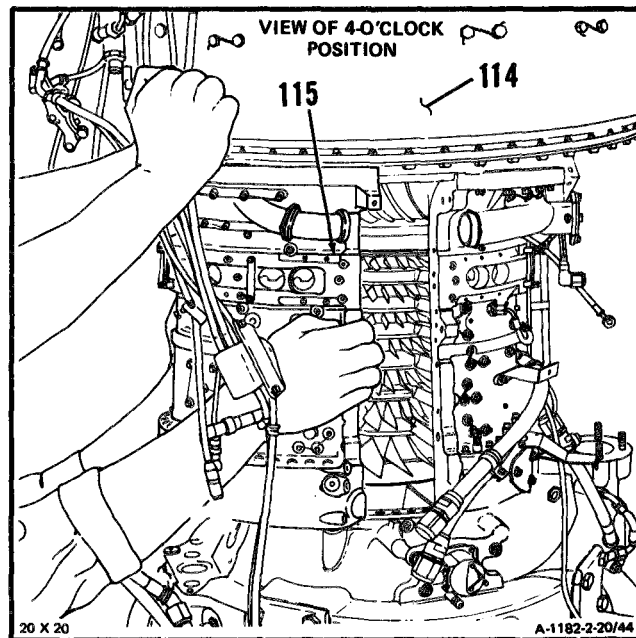 VIEW OF 4-O'CLOCK
POSITION
115
114
20 X 20
A-1182-2-20/44